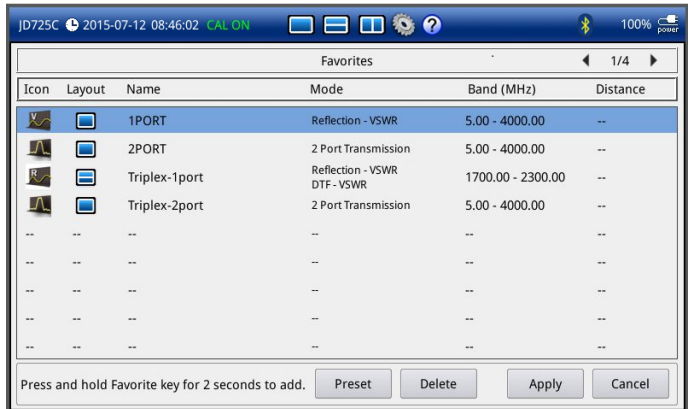 JD725C 2015-07-12 08:46:02 CAL ON ? 100% power
Favorites 1/4
Icon Layout Name Mode Band (MHz) Distance
V 1PORT Reflection - VSWR 5.00 - 4000.00 --
2PORT 2 Port Transmission 5.00 - 4000.00 --
R Triplex-1port Reflection - VSWR 1700.00 - 2300.00 --
DTF - VSWR
Triplex-2port 2 Port Transmission 5.00 - 4000.00 --
-- -- -- -- -- --
-- -- -- -- -- --
-- -- -- -- -- --
-- -- -- -- -- --
-- -- -- -- -- --
Press and hold Favorite key for 2 seconds to add. Preset Delete Apply Cancel